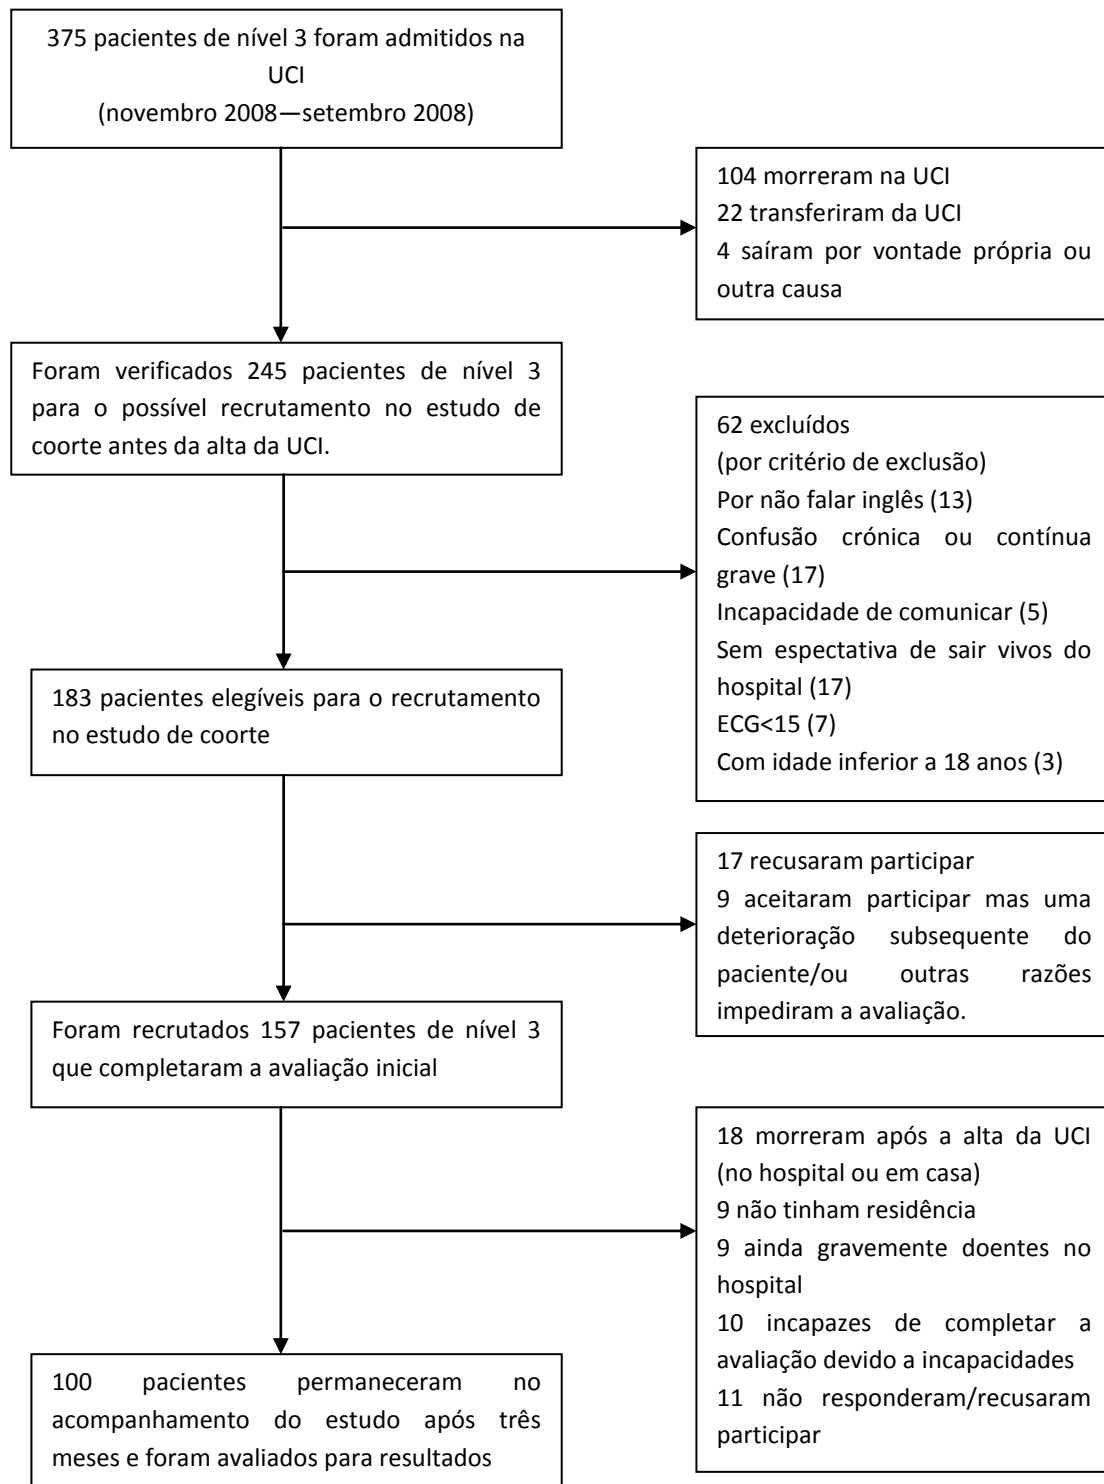 375 pacientes de nível 3 foram admitidos na
UCI
(novembro 2008—setembro 2008)
104 morreram na UCI
22 transferiram da UCI
4 saíram por vontade própria ou
outra causa
Foram verificados 245 pacientes de nível 3
para o possível recrutamento no estudo de
coorte antes da alta da UCI.
62 excluídos
(por critério de exclusão)
Por não falar inglês (13)
Confusão crónica ou contínua
grave (17)
Incapacidade de comunicar (5)
Sem espectativa de sair vivos do
hospital (17)
ECG<15 (7)
Com idade inferior a 18 anos (3)
183 pacientes elegíveis para o recrutamento
no estudo de coorte
17 recusaram participar
9 aceitaram participar mas uma
deterioração subsequente do
paciente/ou outras razões
impediram a avaliação.
Foram recrutados 157 pacientes de nível 3
que completaram a avaliação inicial
18 morreram após a alta da UCI
(no hospital ou em casa)
9 não tinham residência
9 ainda gravemente doentes no
hospital
10 incapazes de completar a
avaliação devido a incapacidades
11 não responderam/recusaram
participar
100 pacientes permaneceram no
acompanhamento do estudo após três
meses e foram avaliados para resultados